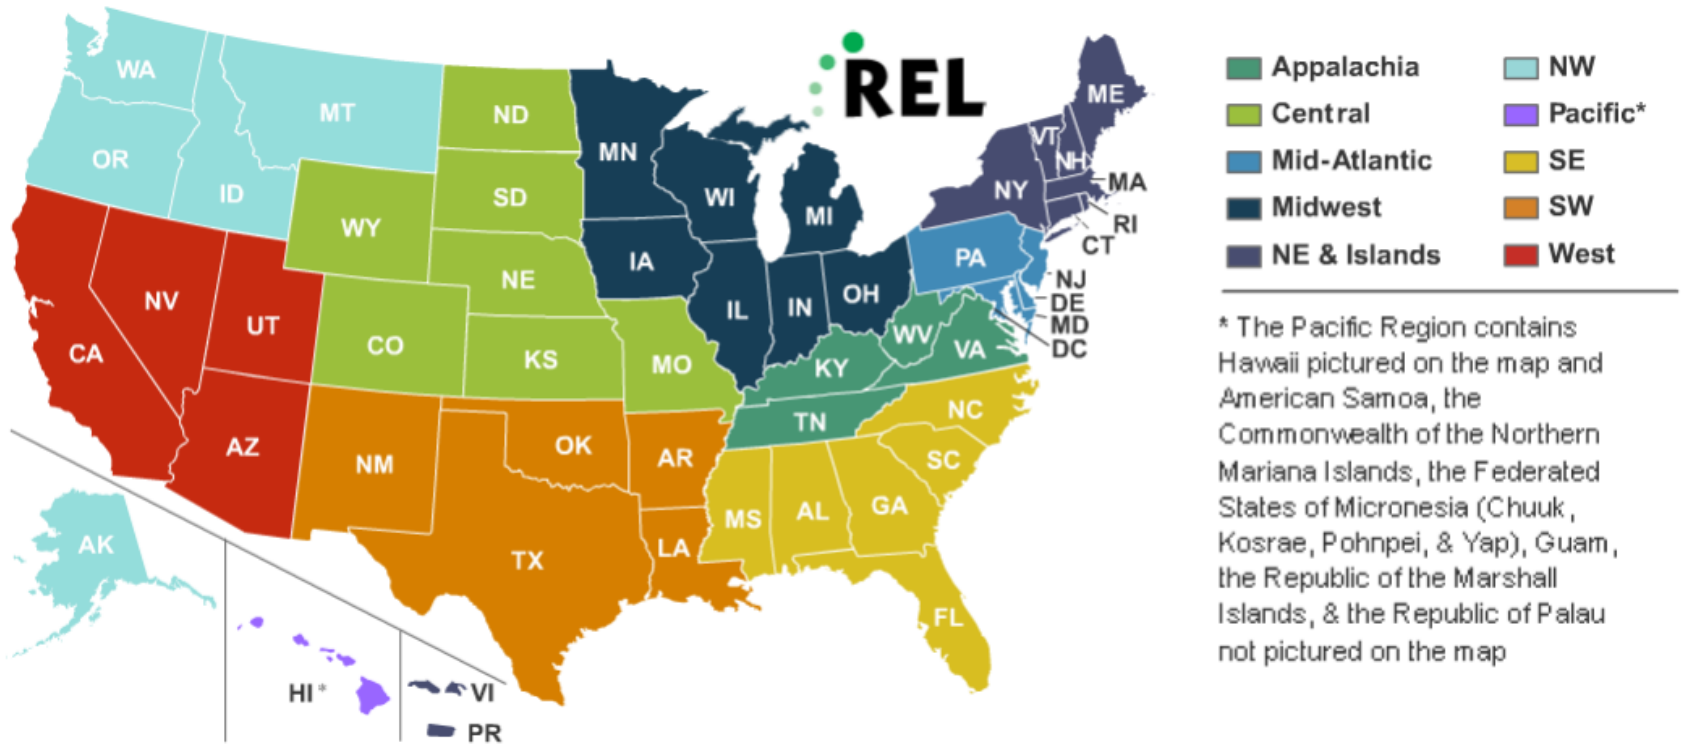 REL
WA
MT
ND
OR
ID
MN
ME
VT
NH
SD
WI
MI
NY
MA
WY
RI
CT
IA
PA
NE
NJ
NV
IL
IN
OH
DE
MD
UT
DC
CA
CO
KS
MO
KY
WV
VA
AZ
NM
OK
AR
TN
NC
SC
MS
AL
GA
AK
TX
LA
FL
HI*
VI
PR
Appalachia
Central
Mid-Atlantic
Midwest
NE & Islands
NW
Pacific*
SE
SW
West
* The Pacific Region contains
Hawaii pictured on the map and
American Samoa, the
Commonwealth of the Northern
Mariana Islands, the Federated
States of Micronesia (Chuuk,
Kosrae, Pohnpei, & Yap), Guam,
the Republic of the Marshall
Islands, & the Republic of Palau
not pictured on the map